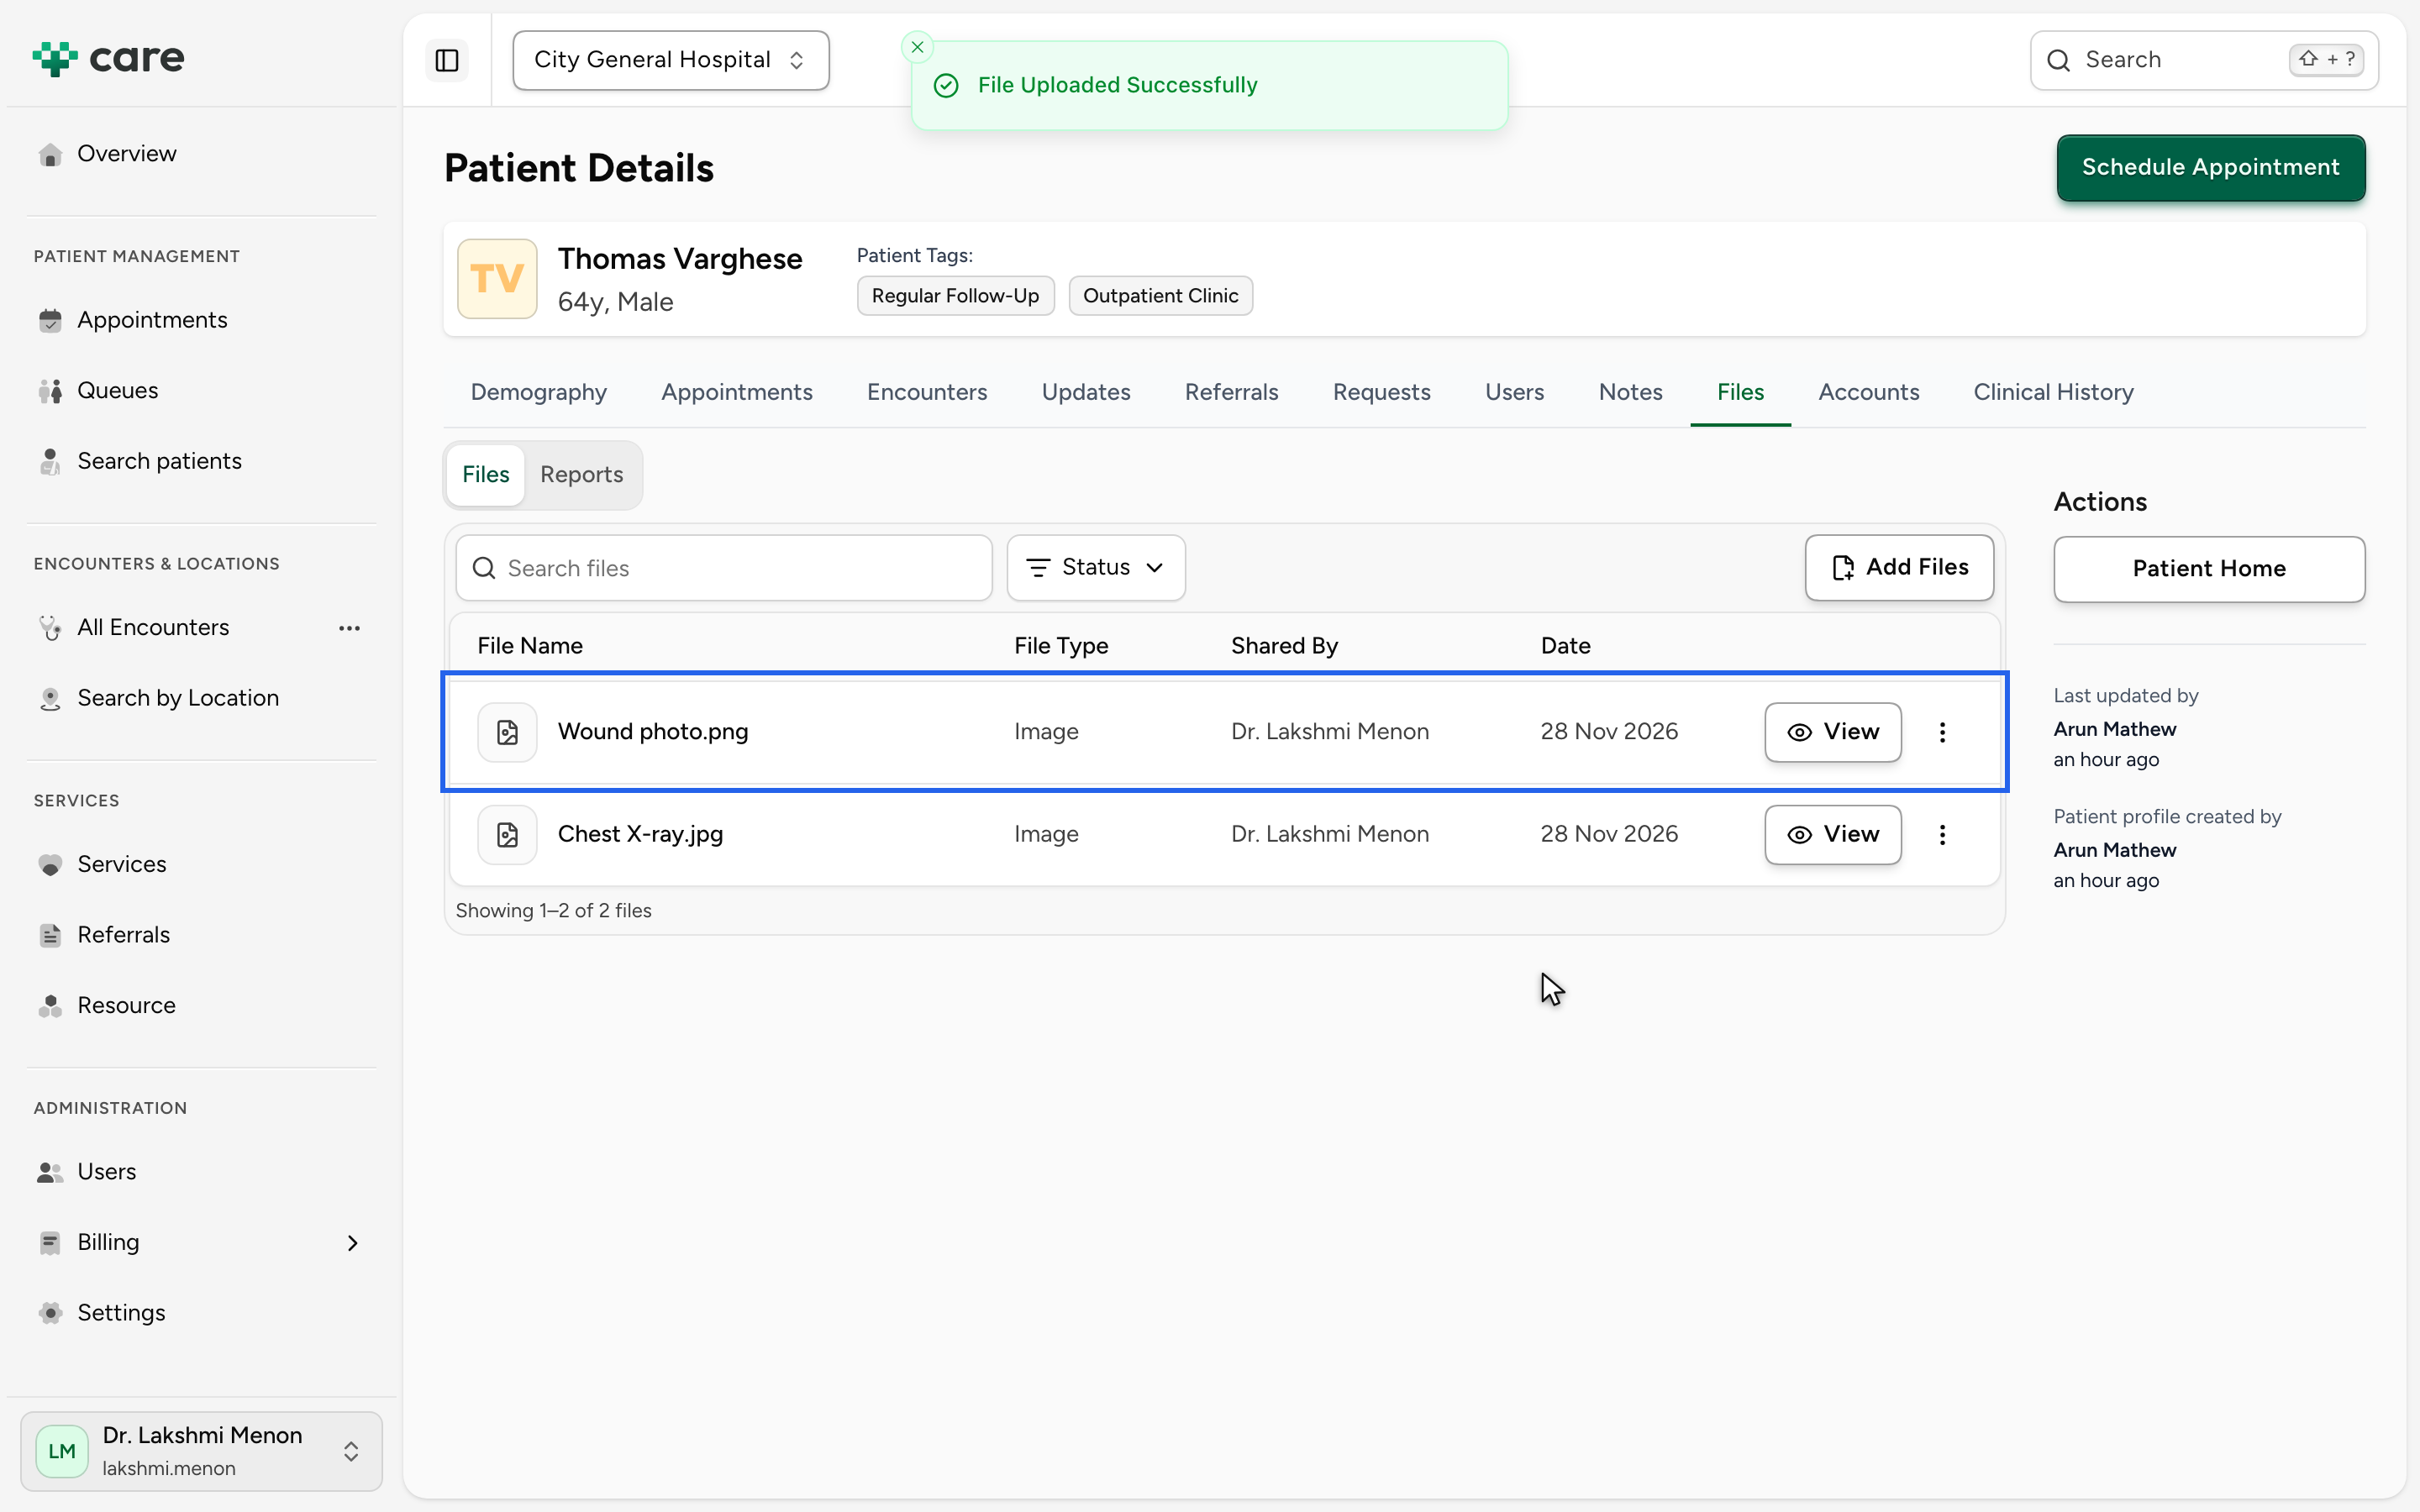 care
City General Hospital
File Uploaded Successfully
Search
+ ?
Overview
PATIENT MANAGEMENT
Appointments
Queues
Search patients
ENCOUNTERS & LOCATIONS
All Encounters
Search by Location
SERVICES
Services
Referrals
Resource
ADMINISTRATION
Users
Billing
Settings
LM
Dr. Lakshmi Menon
lakshmi.menon
Patient Details
Schedule Appointment
TV
Thomas Varghese
64y, Male
Patient Tags:
Regular Follow-Up Outpatient Clinic
Demography Appointments Encounters Updates Referrals Requests Users Notes Files Accounts Clinical History
Files Reports
Search files
Status
Add Files
File Name File Type Shared By Date
Wound photo.png Image Dr. Lakshmi Menon 28 Nov 2026 View
Chest X-ray.jpg Image Dr. Lakshmi Menon 28 Nov 2026 View
Showing 1–2 of 2 files
Actions
Patient Home
Last updated by
Arun Mathew
an hour ago
Patient profile created by
Arun Mathew
an hour ago